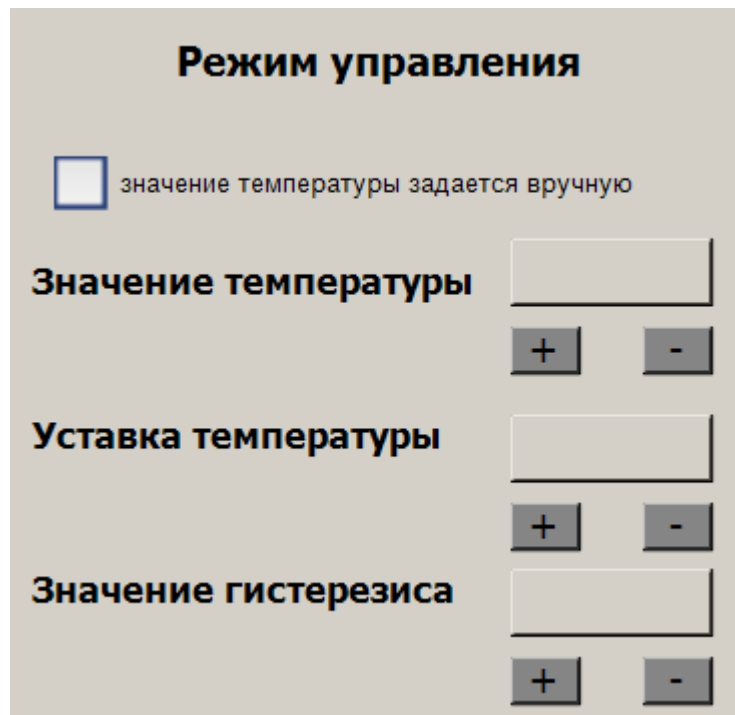 Режим управления
значение температуры задается вручную
Значение температуры
+ -
Уставка температуры
+ -
Значение гистерезиса
+ -